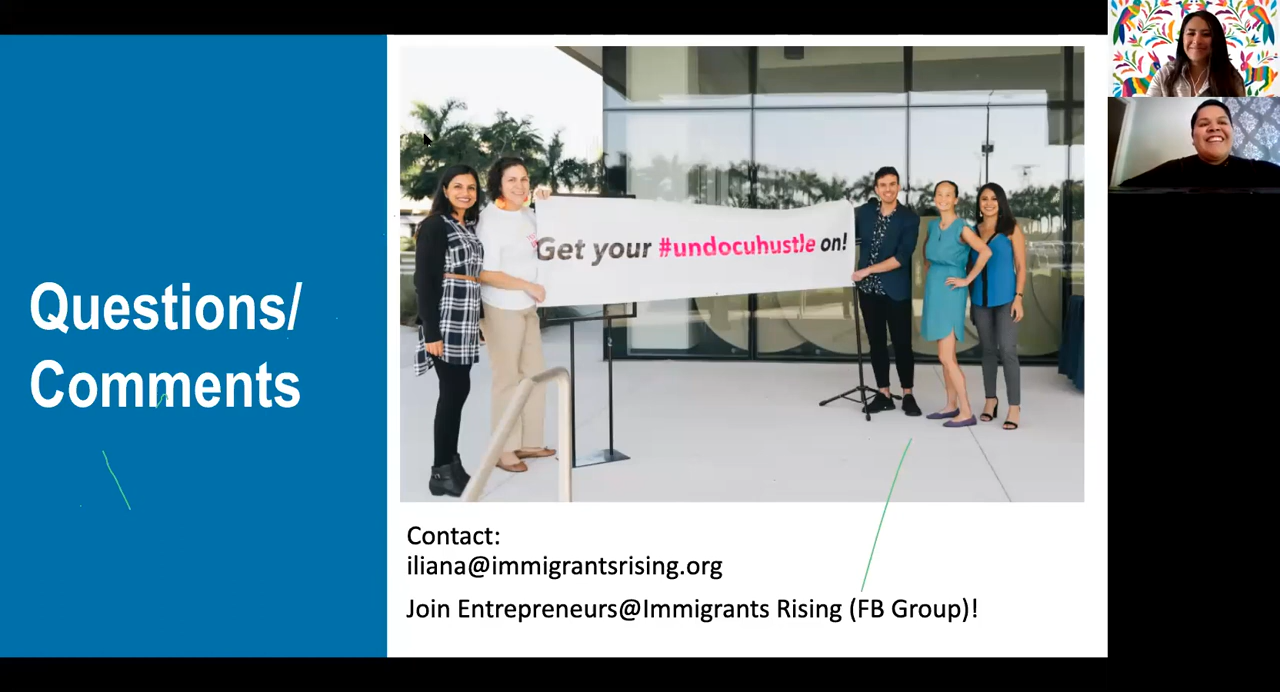 Questions/
Comments
Get your #undocuhustle on!
Contact:
iliana@immigrantsrising.org
Join Entrepreneurs@Immigrants Rising (FB Group)!